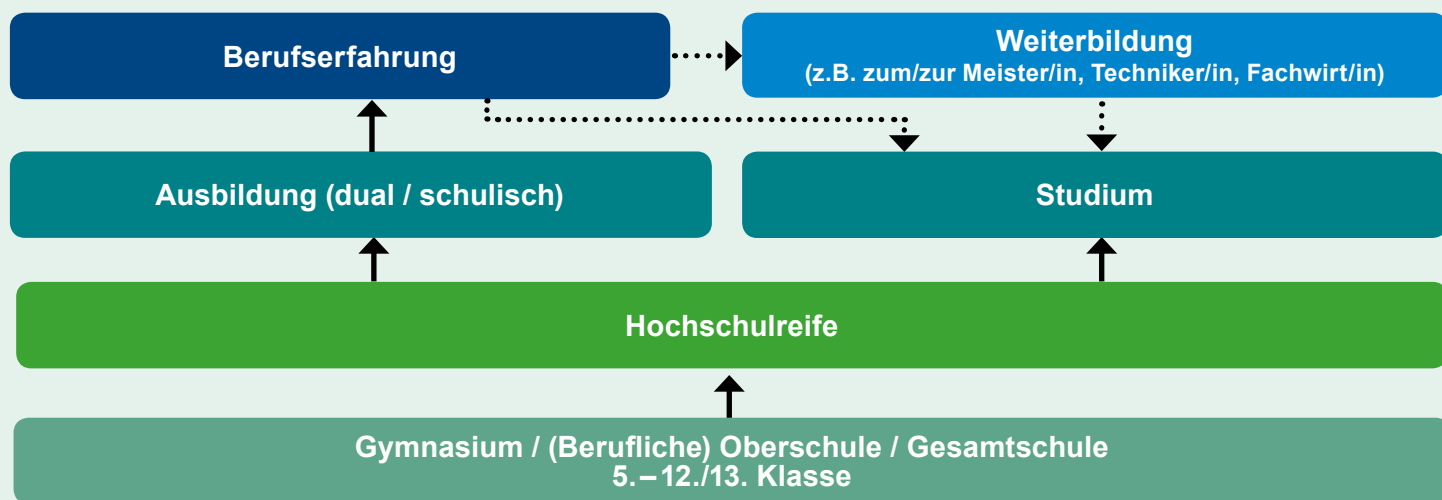 Berufserfahrung
Weiterbildung
(z.B. zum/zur Meister/in, Techniker/in, Fachwirt/in)
Ausbildung (dual / schulisch)
Studium
Hochschulreife
Gymnasium / (Berufliche) Oberschule / Gesamtschule
5.–12./13. Klasse